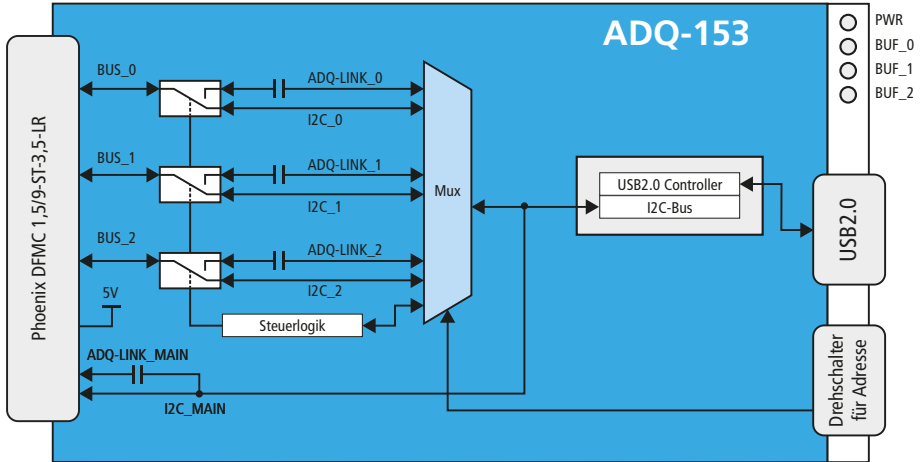 ADQ-153
PWR
BUF_0
BUF_1
BUF_2
Phoenix DFMC 1,5/9-ST-3,5-LR
BUS_0
ADQ-LINK_0
I2C_0
BUS_1
ADQ-LINK_1
I2C_1
BUS_2
ADQ-LINK_2
I2C_2
Mux
USB2.0 Controller
I2C-Bus
USB2.0
5V
Steuerlogik
ADQ-LINK_MAIN
I2C_MAIN
Drehschalter
für Adresse